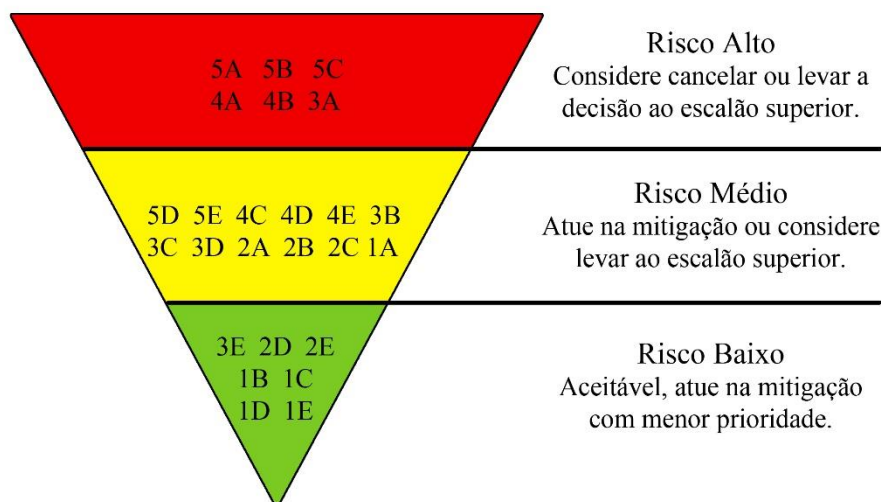 5A 5B 5C
4A 4B 3A
Risco Alto
Considere cancelar ou levar a
decisão ao escalão superior.
5D 5E 4C 4D 4E 3B
3C 3D 2A 2B 2C 1A
Risco Médio
Atue na mitigação ou considere
levar ao escalão superior.
3E 2D 2E
1B 1C
1D 1E
Risco Baixo
Aceitável, atue na mitigação
com menor prioridade.